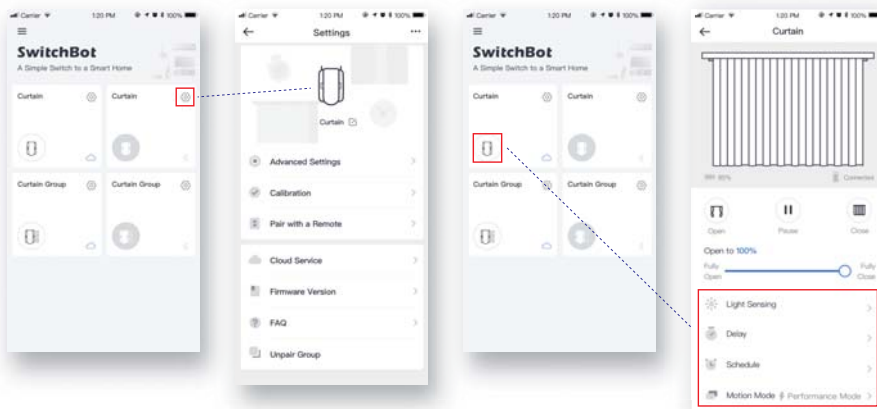 Carrier 1:20 PM 100%
SwitchBot
A Simple Switch to a Smart Home
Curtain Curtain
Curtain Group Curtain Group
Carrier 1:20 PM 100%
Settings
Curtain
Advanced Settings
Calibration
Pair with a Remote
Cloud Service
Firmware Version
FAQ
Unpair Group
Carrier 1:20 PM 100%
SwitchBot
A Simple Switch to a Smart Home
Curtain Curtain
Curtain Group Curtain Group
Carrier 1:20 PM 100%
Curtain
85% Connected
Open Pause Close
Open to 100%
Fully Open
Fully Close
Light Sensing
Delay
Schedule
Motion Mode Performance Mode